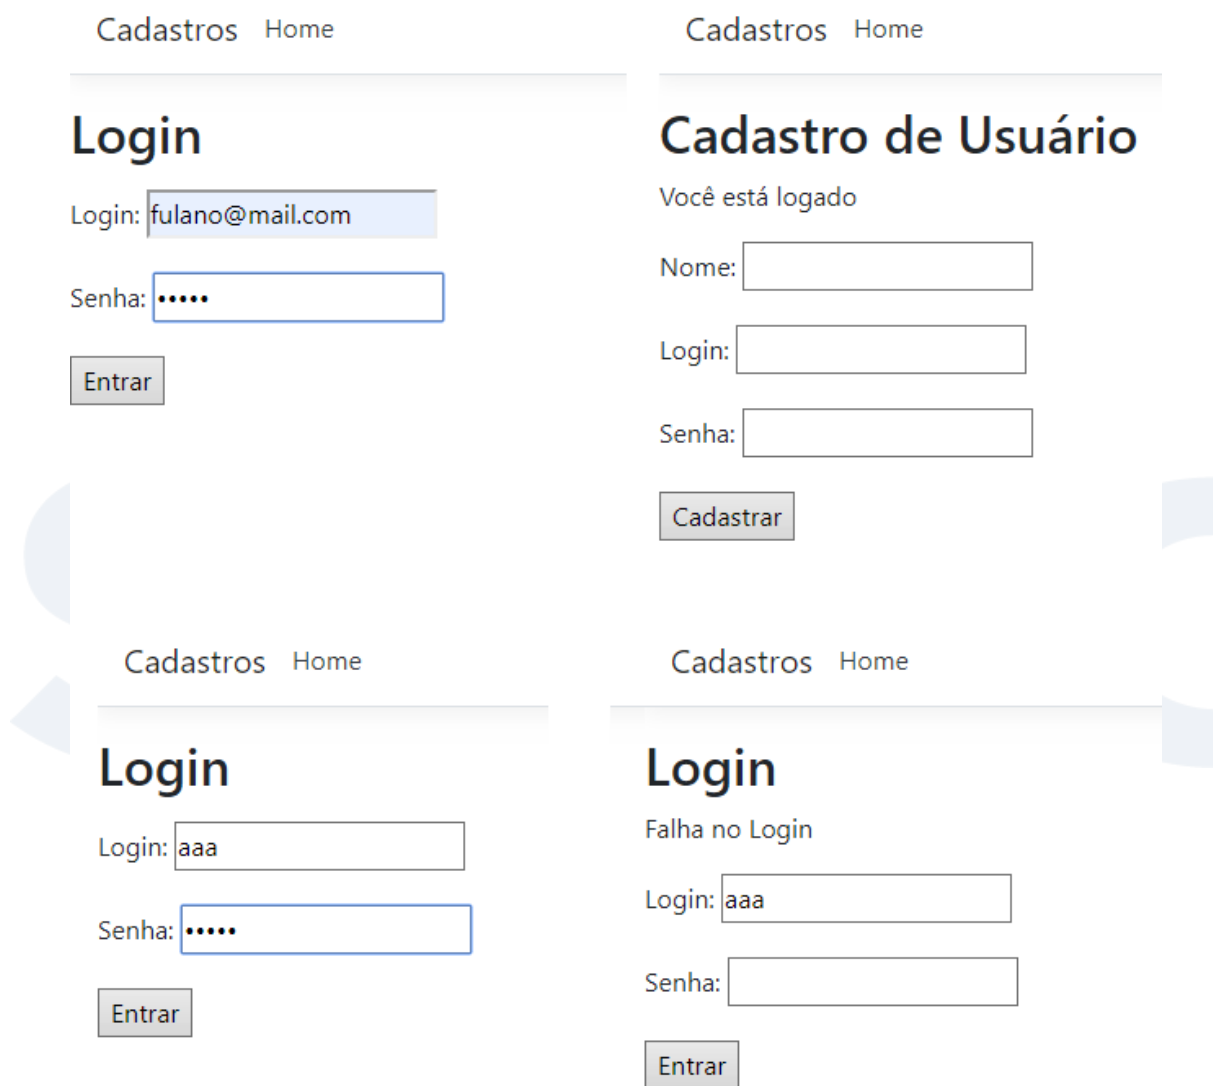 Cadastros Home
Login
Login: fulano@mail.com
Senha: •••••
Entrar
Cadastros Home
Cadastro de Usuário
Você está logado
Nome:
Login:
Senha:
Cadastrar
Cadastros Home
Login
Login: aaa
Senha: •••••
Entrar
Cadastros Home
Login
Falha no Login
Login: aaa
Senha:
Entrar